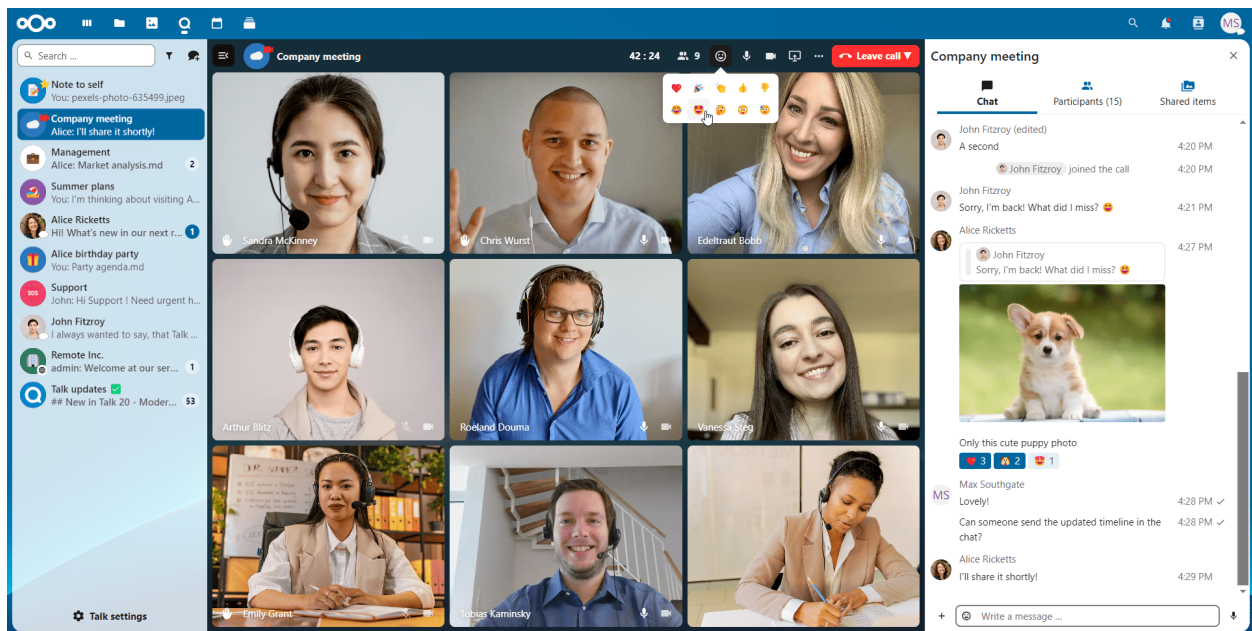 MS
Search ...
Note to self
You: pexels-photo-635499.jpeg
Company meeting
Alice: I'll share it shortly!
Management
Alice: Market analysis.md
2
Summer plans
You: I'm thinking about visiting A...
Alice Ricketts
Hi! What's new in our next r...
1
Alice birthday party
You: Party agenda.md
SOS
Support
John: Hi Support ! Need urgent h...
John Fitzroy
I always wanted to say, that Talk ...
Remote Inc.
admin: Welcome at our ser...
1
Talk updates ✅
## New in Talk 20 - Moder...
53
Talk settings
Company meeting
42 : 24
9
Leave call
Sandra McKinney
Chris Wurst
Edeltraut Bobb
Arthur Blitz
Roeland Douma
Vanessa Steg
Emily Grant
Tobias Kaminsky
Company meeting
Chat
Participants (15)
Shared items
John Fitzroy (edited)
A second
4:20 PM
John Fitzroy joined the call
4:20 PM
John Fitzroy
Sorry, I'm back! What did I miss? 😍
4:21 PM
Alice Ricketts
4:27 PM
John Fitzroy
Sorry, I'm back! What did I miss? 😍
Only this cute puppy photo
3
2
1
MS
Max Southgate
Lovely!
4:28 PM
Can someone send the updated timeline in the
chat?
4:28 PM
Alice Ricketts
I'll share it shortly!
4:29 PM
Write a message ...